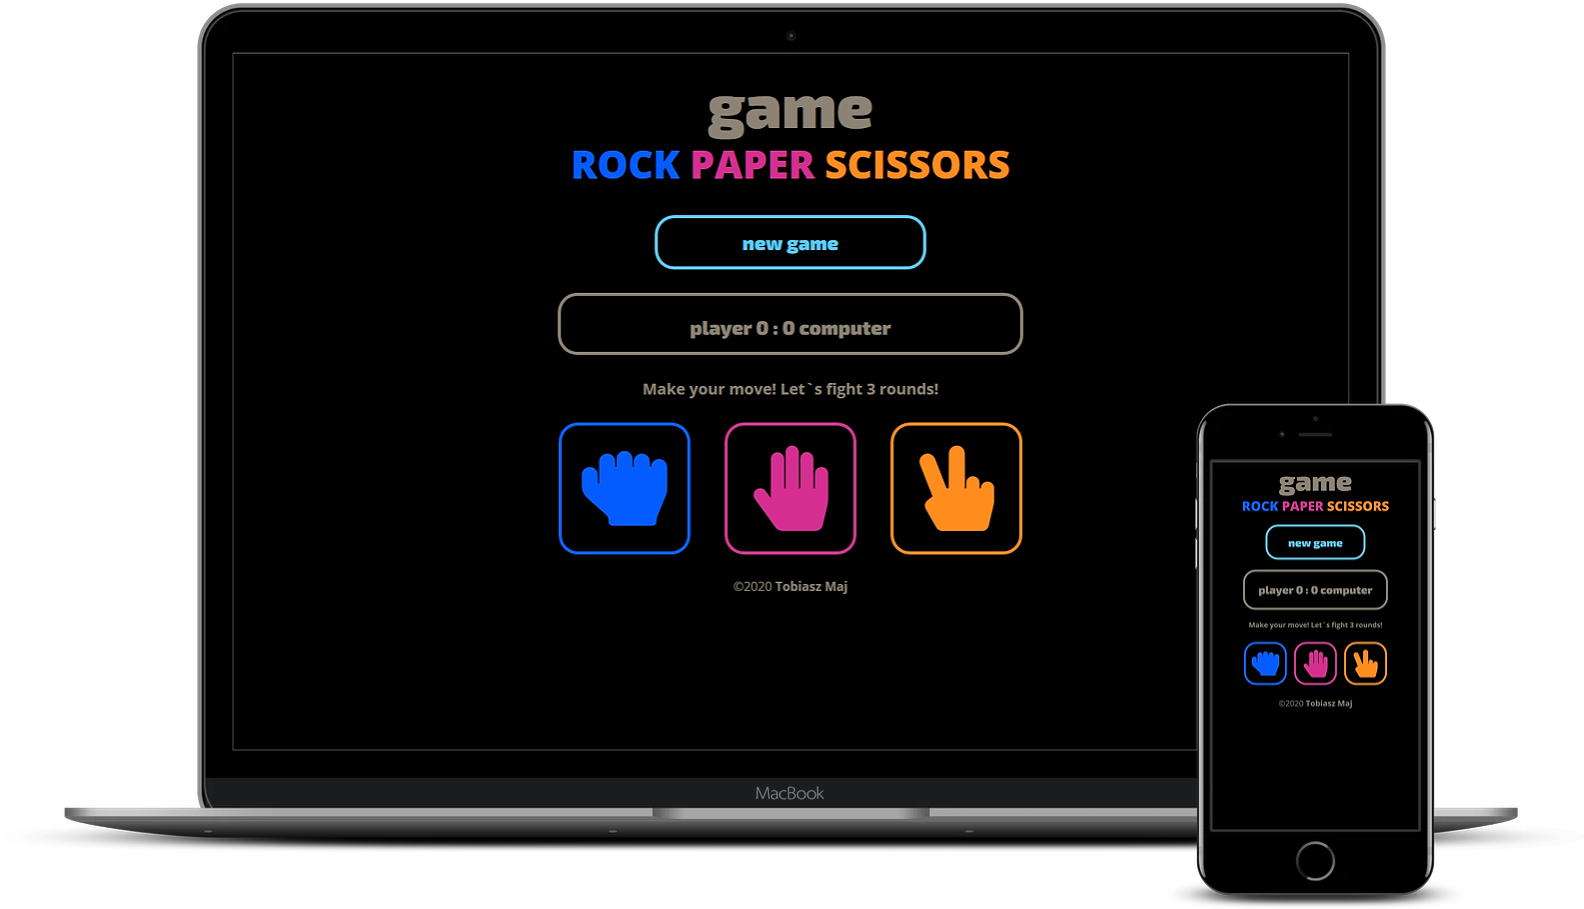 game
ROCK PAPER SCISSORS
new game
player 0 : 0 computer
Make your move! Let`s fight 3 rounds!
©2020 Tobiasz Maj
MacBook
game
ROCK PAPER SCISSORS
new game
player 0 : 0 computer
Make your move! Let`s fight 3 rounds!
©2020 Tobiasz Maj